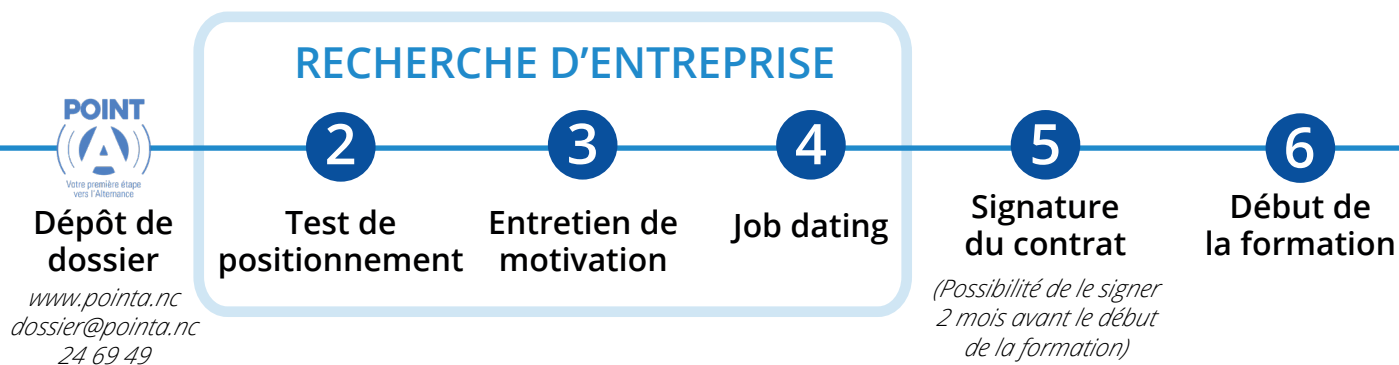 RECHERCHE D’ENTREPRISE
POINT
A
Votre première étape
vers l'Alternance
Dépôt de
dossier
www.pointa.nc
dossier@pointa.nc
24 69 49
2
Test de
positionnement
3
Entretien de
motivation
4
Job dating
5
Signature
du contrat
(Possibilité de le signer
2 mois avant le début
de la formation)
6
Début de
la formation